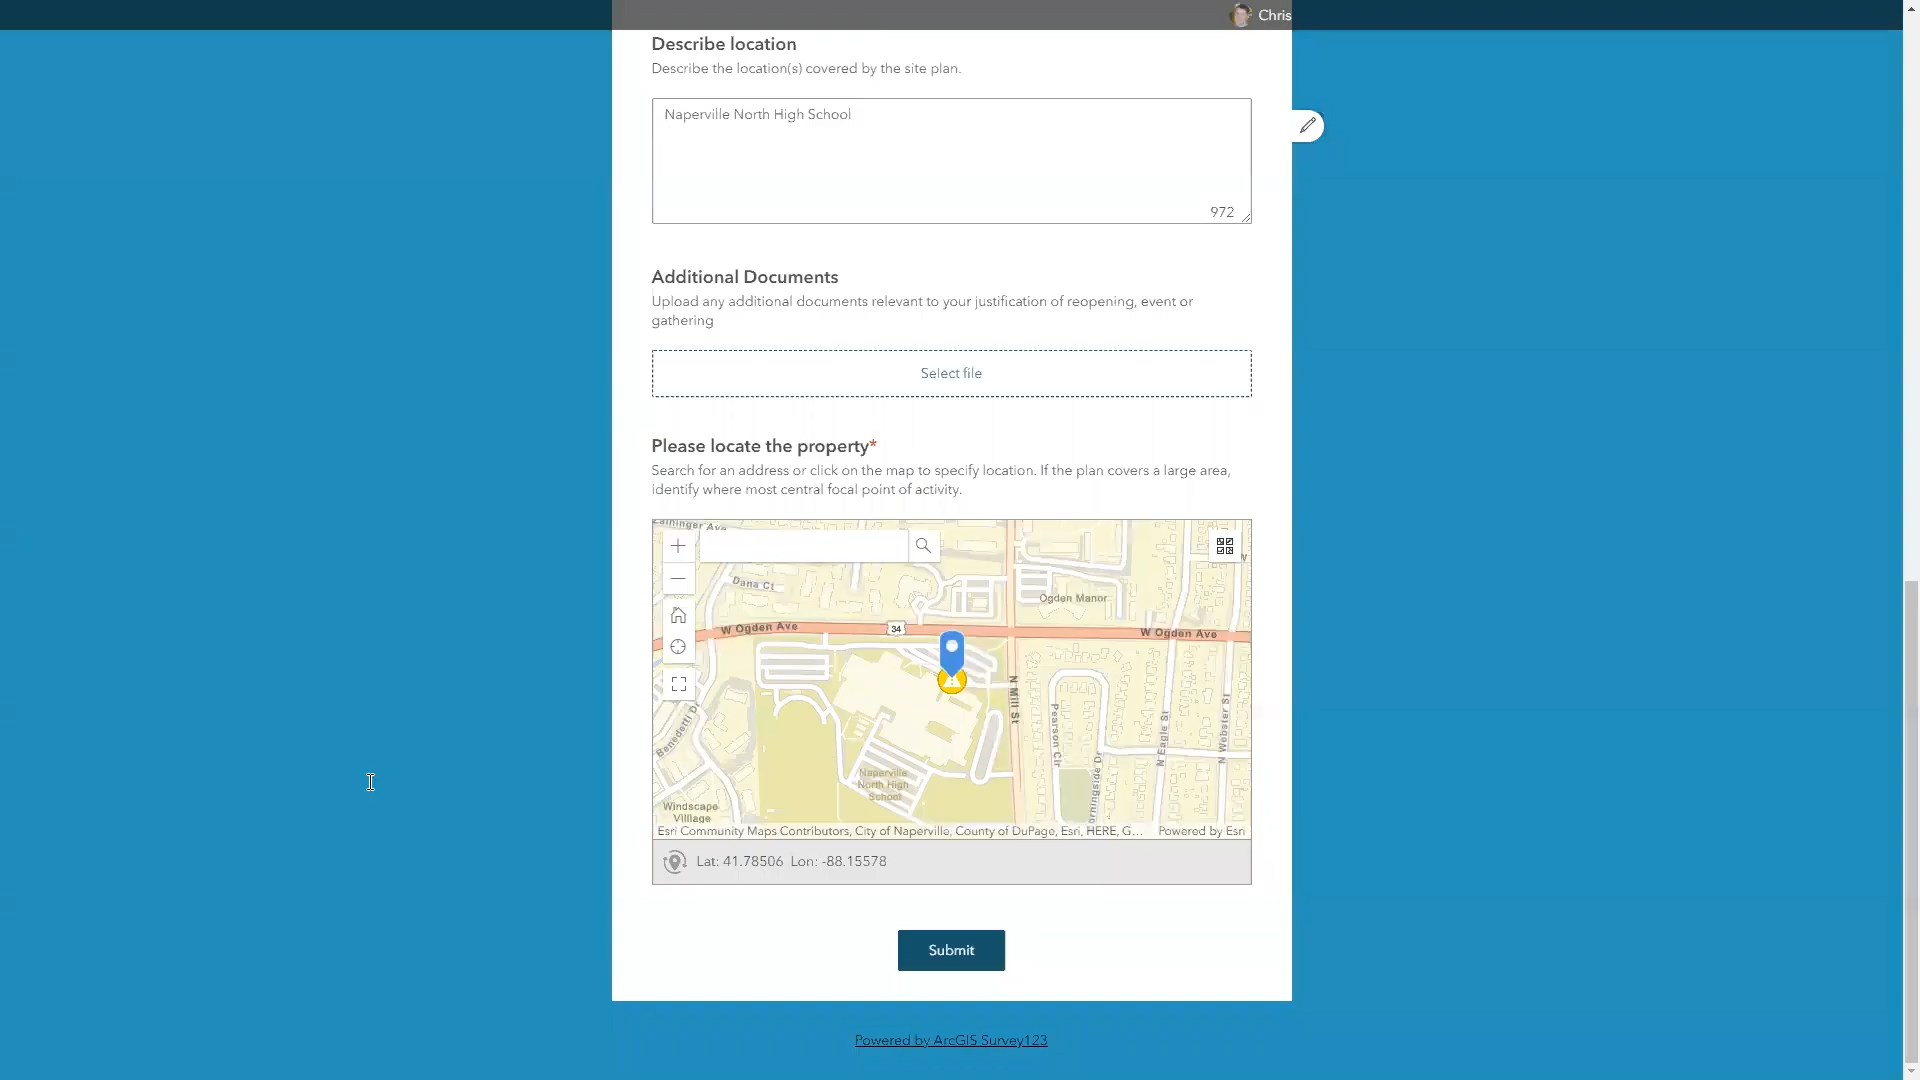 Chris
Describe location
Describe the location(s) covered by the site plan.
Naperville North High School
972
Additional Documents
Upload any additional documents relevant to your justification of reopening, event or
gathering
Select file
Please locate the property*
Search for an address or click on the map to specify location. If the plan covers a large area,
identify where most central focal point of activity.
Dana Ct
Ogden Manor
W Ogden Ave
34
W Ogden Ave
N Mill St
Benedetti Dr
Pearson Cir
N Eagle St
N Webster St
Naperville
North High
School
Windscape
Village
Esri Community Maps Contributors, City of Naperville, County of DuPage, Esri, HERE, G... Powered by Esri
Lat: 41.78506 Lon: -88.15578
Submit
Powered by ArcGIS Survey123